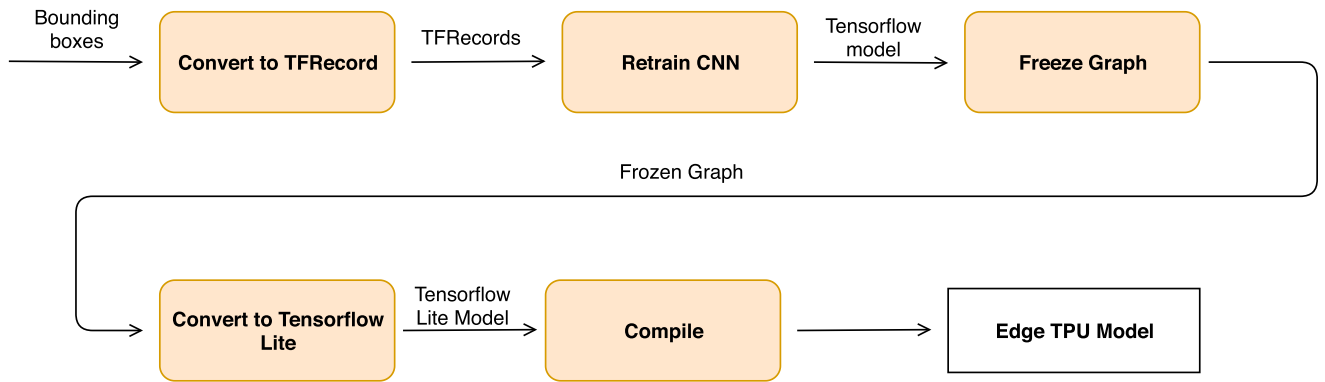 Bounding
boxes
Convert to TFRecord
TFRecords
Retrain CNN
Tensorflow
model
Freeze Graph
Frozen Graph
Convert to Tensorflow
Lite
Tensorflow
Lite Model
Compile
Edge TPU Model